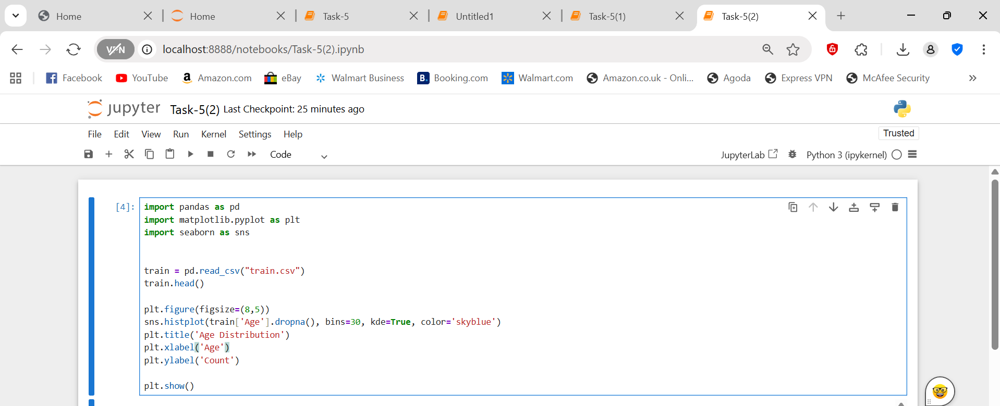 Home Home Task-5 Untitled1 Task-5(1) Task-5(2)
VPN localhost:8888/notebooks/Task-5(2).ipynb
Facebook YouTube Amazon.com eBay Walmart Business Booking.com Walmart.com Amazon.co.uk - Onli... Agoda Express VPN McAfee Security
jupyter Task-5(2) Last Checkpoint: 25 minutes ago
File Edit View Run Kernel Settings Help Trusted
Code JupyterLab Python 3 (ipykernel)
[4]: import pandas as pd
import matplotlib.pyplot as plt
import seaborn as sns
train = pd.read_csv("train.csv")
train.head()
plt.figure(figsize=(8,5))
sns.histplot(train['Age'].dropna(), bins=30, kde=True, color='skyblue')
plt.title('Age Distribution')
plt.xlabel('Age')
plt.ylabel('Count')
plt.show()